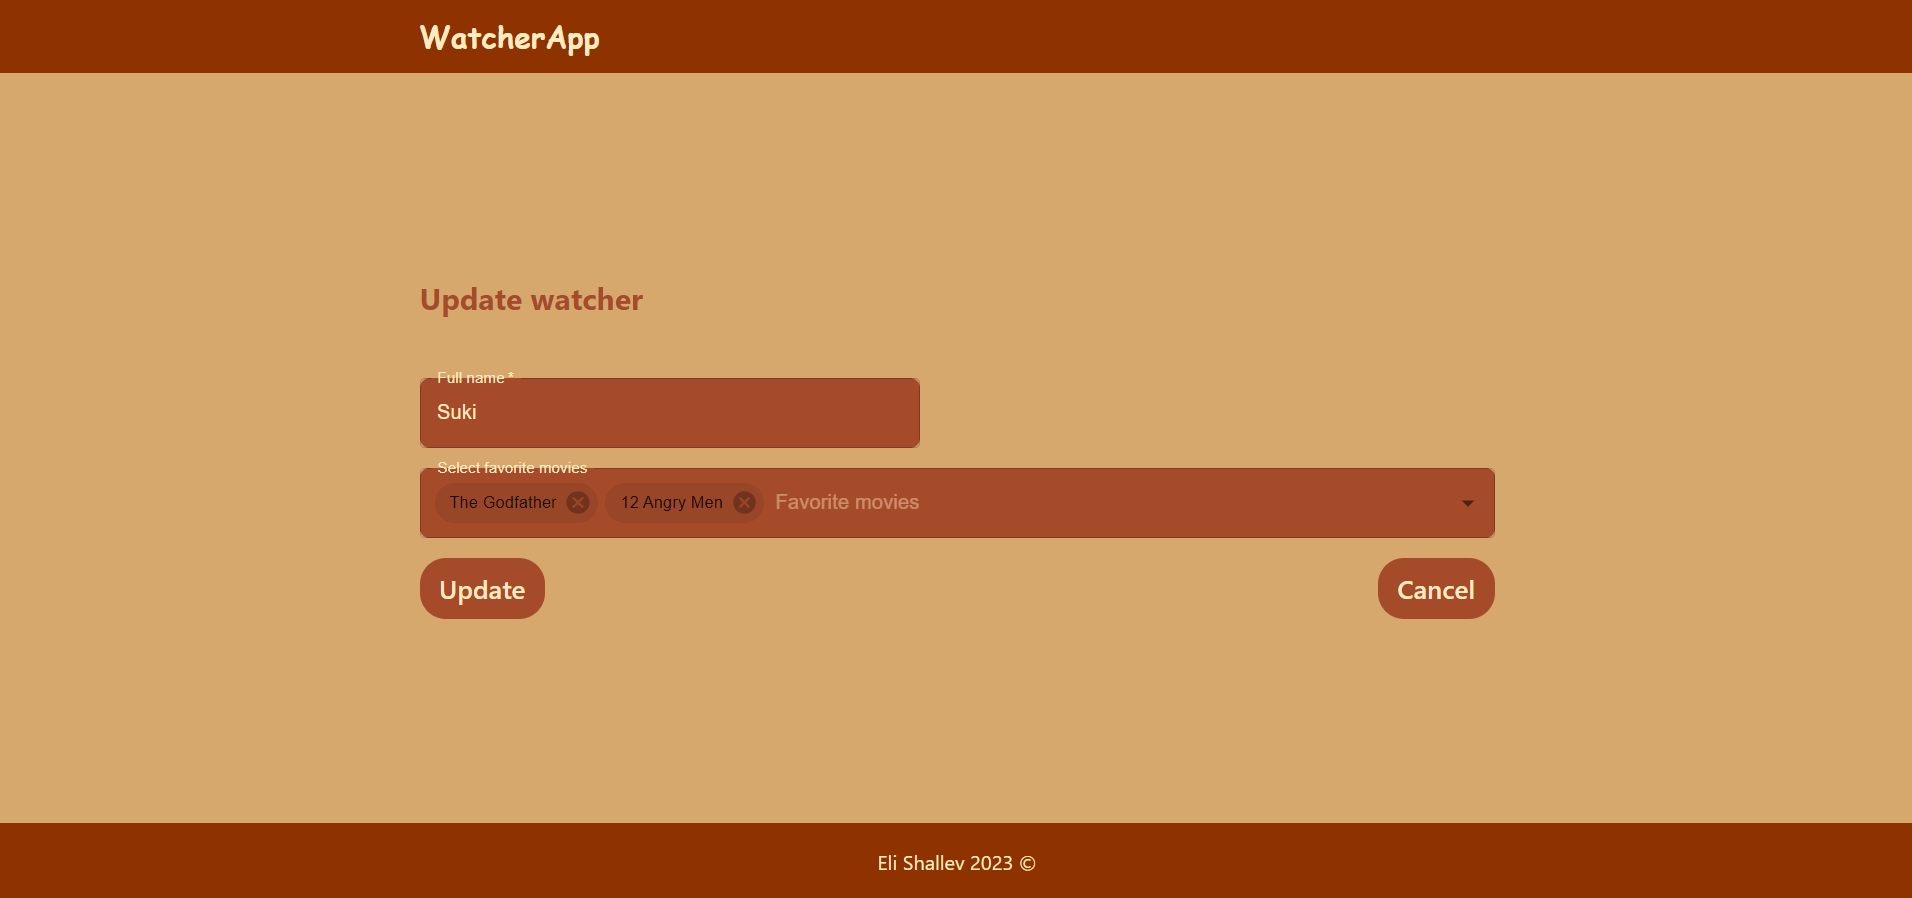 WatcherApp
Update watcher
Full name *
Suki
Select favorite movies
The Godfather 12 Angry Men Favorite movies
Update Cancel
Eli Shallev 2023 ©